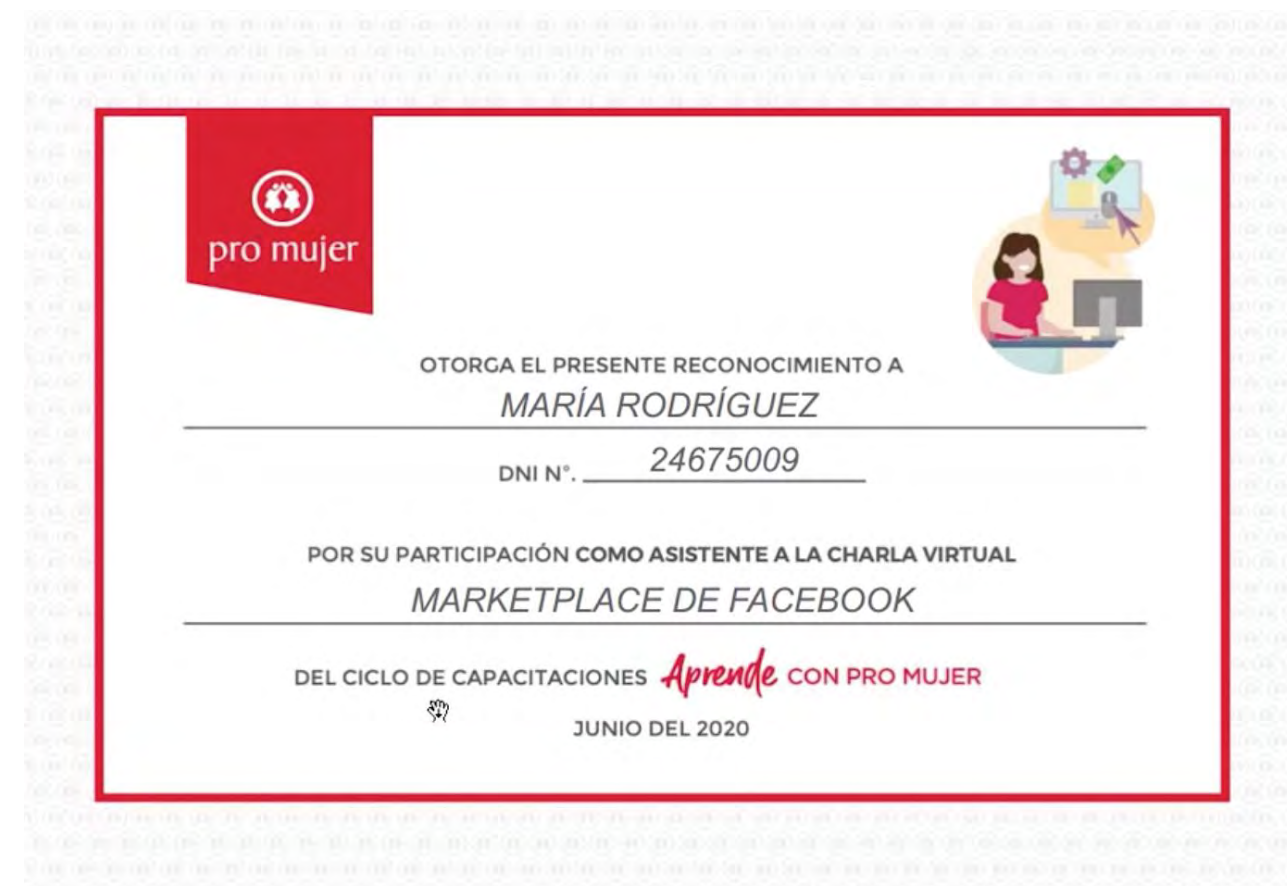 pro mujer
OTORGA EL PRESENTE RECONOCIMIENTO A
MARÍA RODRÍGUEZ
DNI N°. 24675009
POR SU PARTICIPACIÓN COMO ASISTENTE A LA CHARLA VIRTUAL
MARKETPLACE DE FACEBOOK
DEL CICLO DE CAPACITACIONES Aprende CON PRO MUJER
JUNIO DEL 2020